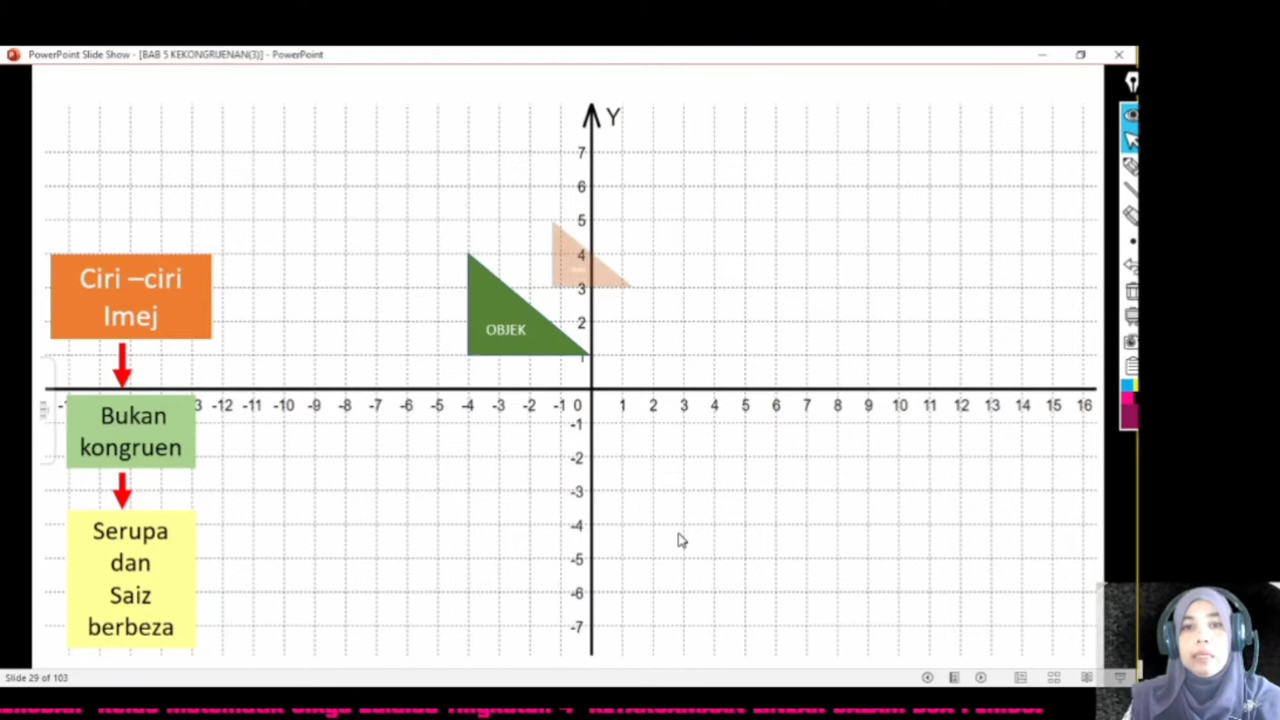 PowerPoint Slide Show - [BAB 5 KEKONGRUENAN(3)] - PowerPoint
Y
7
6
5
4
3
2
1
Ciri –ciri
Imej
OBJEK
3 -12 -11 -10 -9 -8 -7 -6 -5 -4 -3 -2 -1 0 1 2 3 4 5 6 7 8 9 10 11 12 13 14 15 16
Bukan
kongruen
-1
-2
-3
-4
-5
-6
-7
Serupa
dan
Saiz
berbeza
Slide 29 of 103